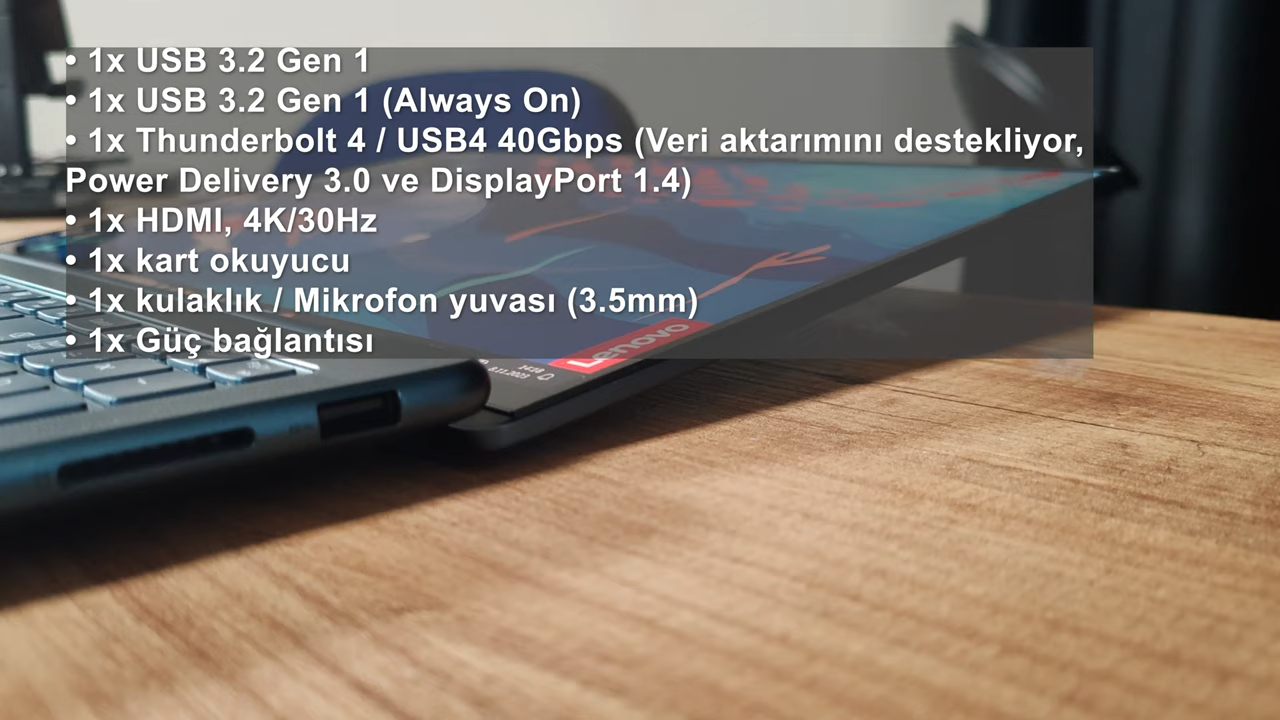 • 1x USB 3.2 Gen 1
• 1x USB 3.2 Gen 1 (Always On)
• 1x Thunderbolt 4 / USB4 40Gbps (Veri aktarımını destekliyor,
Power Delivery 3.0 ve DisplayPort 1.4)
• 1x HDMI, 4K/30Hz
• 1x kart okuyucu
• 1x kulaklık / Mikrofon yuvası (3.5mm)
• 1x Güç bağlantısı
Lenovo